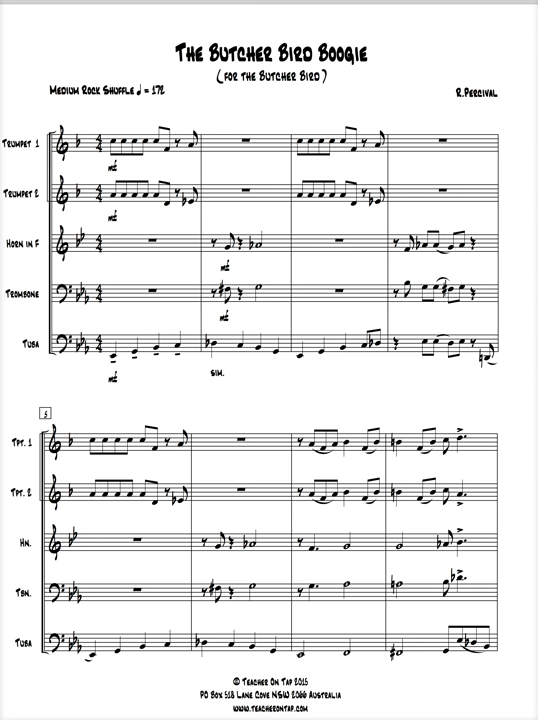 The Butcher Bird Boogie
(for the Butcher Bird)
Medium Rock Shuffle ♩ = 172
R.Percival
Trumpet 1
mf
Trumpet 2
mf
Horn in F
mf
Trombone
mf
Tuba
mf
sim.
5
Tpt. 1
Tpt. 2
Hn.
Tbn.
Tuba
© Teacher On Tap 2015
PO Box 518 Lane Cove NSW 2066 Australia
www.teacherontap.com